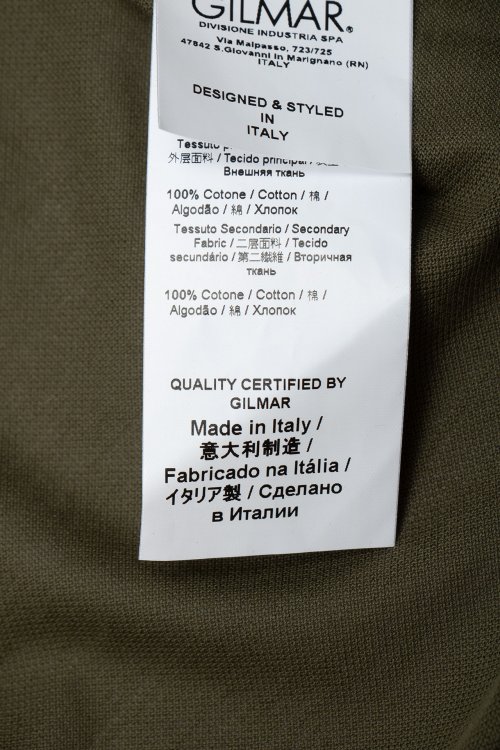 GILMAR®
DIVISIONE INDUSTRIA SPA
Via Malpasso, 723/725
47842 S.Giovanni in Marignano (RN)
ITALY
DESIGNED & STYLED
IN
ITALY
Tessuto
外层面料 / Tecido principal /
Внешняя ткань
100% Cotone / Cotton / 棉 /
Algodão / 綿 / Хлопок
Tessuto Secondario / Secondary
Fabric / 二层面料 / Tecido
secundário / 第二繊維 / Вторичная
ткань
100% Cotone / Cotton / 棉 /
Algodão / 綿 / Хлопок
QUALITY CERTIFIED BY
GILMAR
Made in Italy /
意大利制造 /
Fabricado na Itália /
イタリア製 / Сделано
в Италии